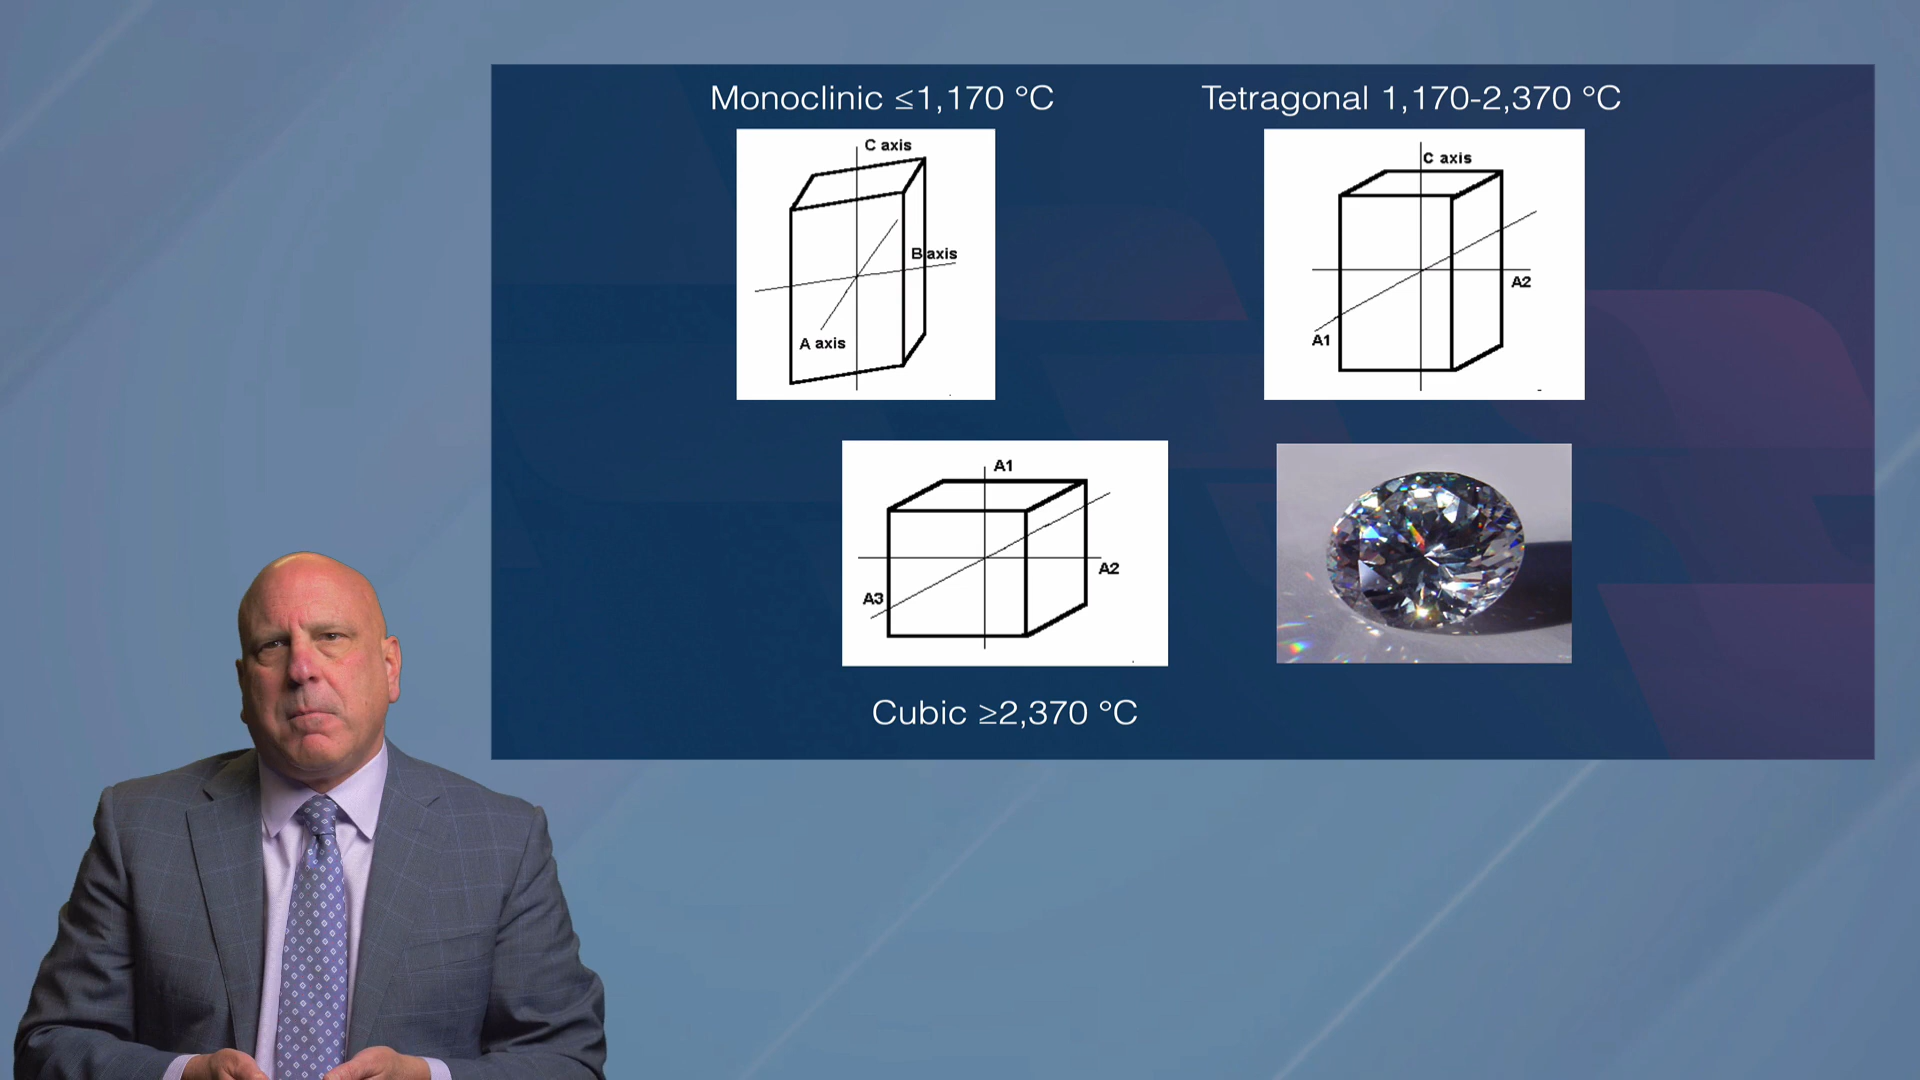 Monoclinic ≤1,170 °C
Tetragonal 1,170-2,370 °C
C axis
B axis
A axis
C axis
A2
A1
A1
A2
A3
Cubic ≥2,370 °C